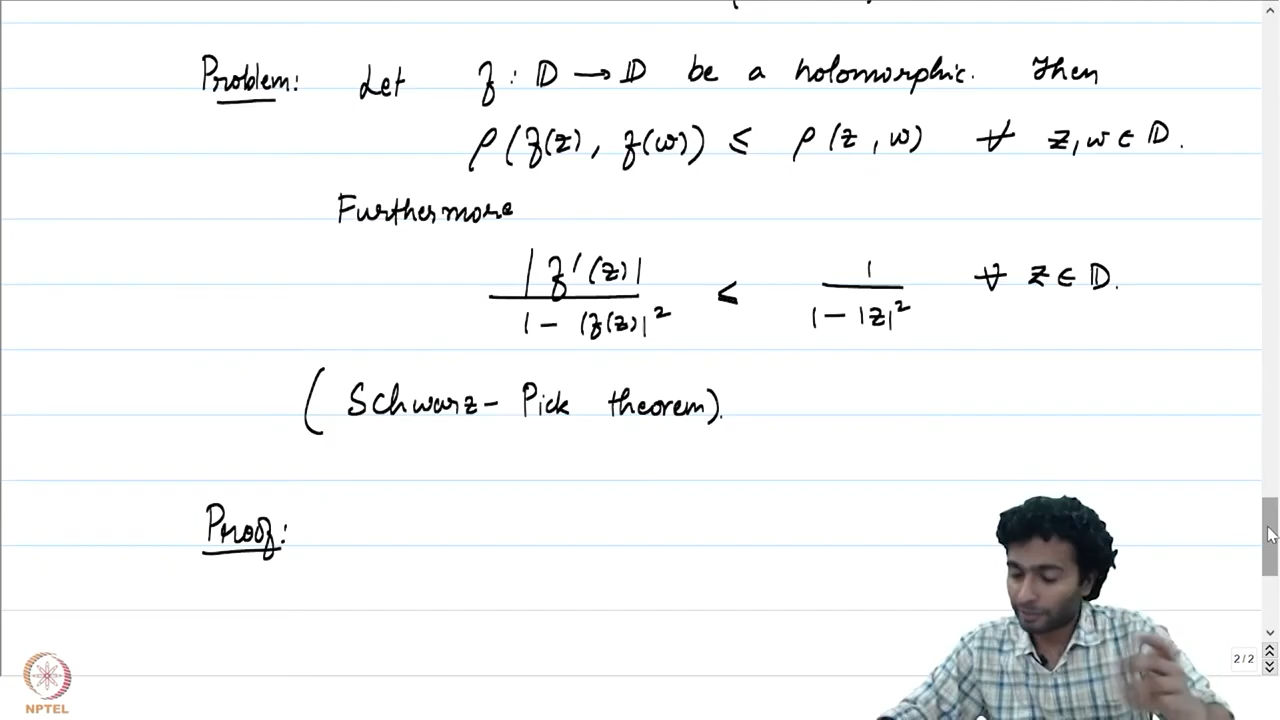 Problem: Let f : 𝔻 → 𝔻 be a holomorphic. Then
ρ(f(z), f(w)) ≤ ρ(z, w) ∀ z, w ∈ 𝔻.
Furthermore
|f'(z)| / (1 - |f(z)|²) ≤ 1 / (1 - |z|²) ∀ z ∈ 𝔻.
(Schwarz-Pick theorem).
Proof:
2 / 2
NPTEL